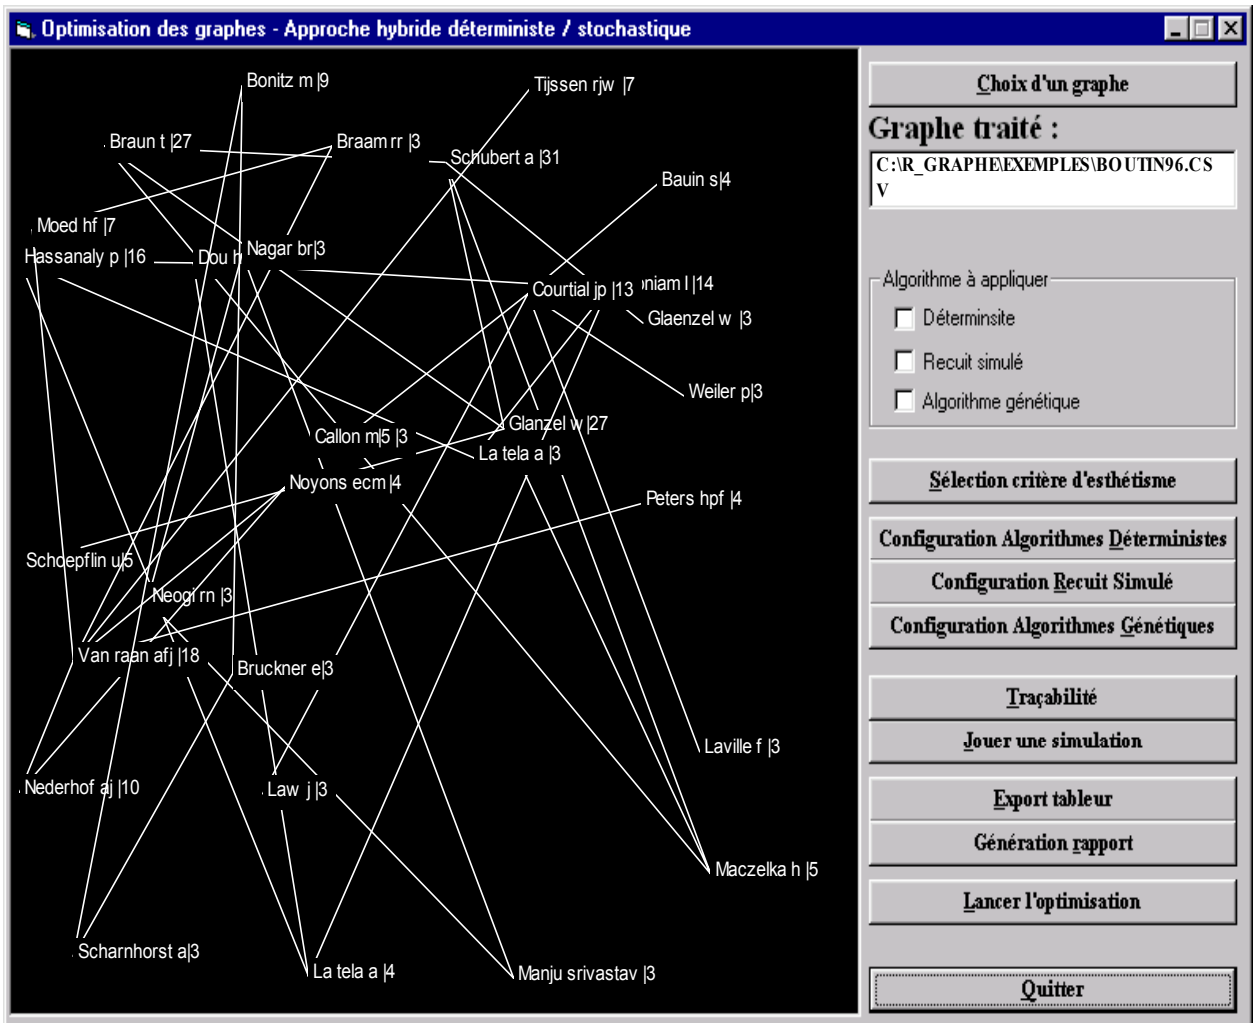 Optimisation des graphes - Approche hybride déterministe / stochastique
Bonitz m |9
Tijssen rjw |7
Braun t |27
Braam rr |3
Schubert a |31
Bauin s|4
Moed hf |7
Hassanaly p |16
Dou h
Nagar br|3
Courtial jp |13
oniam l |14
Glaenzel w |3
Weiler p|3
Glanzel w |27
Callon m|5 |3
La tela a |3
Noyons ecm |4
Peters hpf |4
Schoepflin u|5
Neogi rn |3
Van raan afj |18
Bruckner e|3
Laville f |3
Nederhof aj |10
Law j |3
Maczelka h |5
Scharnhorst a|3
La tela a |4
Manju srivastav |3
Choix d'un graphe
Graphe traité :
C:\R_GRAPHE\EXEMPLES\BOUTIN96.CS
V
Algorithme à appliquer
Déterminsite
Recuit simulé
Algorithme génétique
Sélection critère d'esthétisme
Configuration Algorithmes Déterministes
Configuration Recuit Simulé
Configuration Algorithmes Génétiques
Traçabilité
Jouer une simulation
Export tableur
Génération rapport
Lancer l'optimisation
Quitter